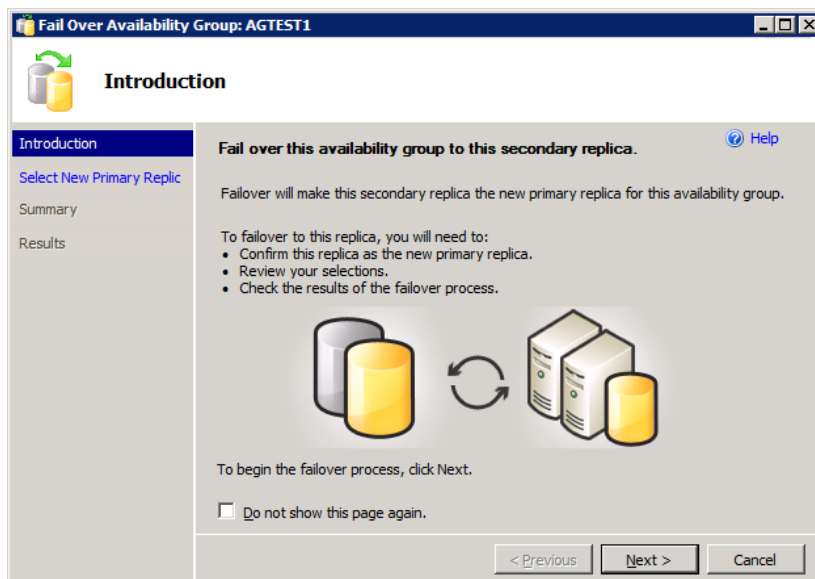 Fail Over Availability Group: AGTEST1
Introduction
Introduction
Select New Primary Replic
Summary
Results
Help
Fail over this availability group to this secondary replica.
Failover will make this secondary replica the new primary replica for this availability group.
To failover to this replica, you will need to:
• Confirm this replica as the new primary replica.
• Review your selections.
• Check the results of the failover process.
To begin the failover process, click Next.
Do not show this page again.
< Previous
Next >
Cancel